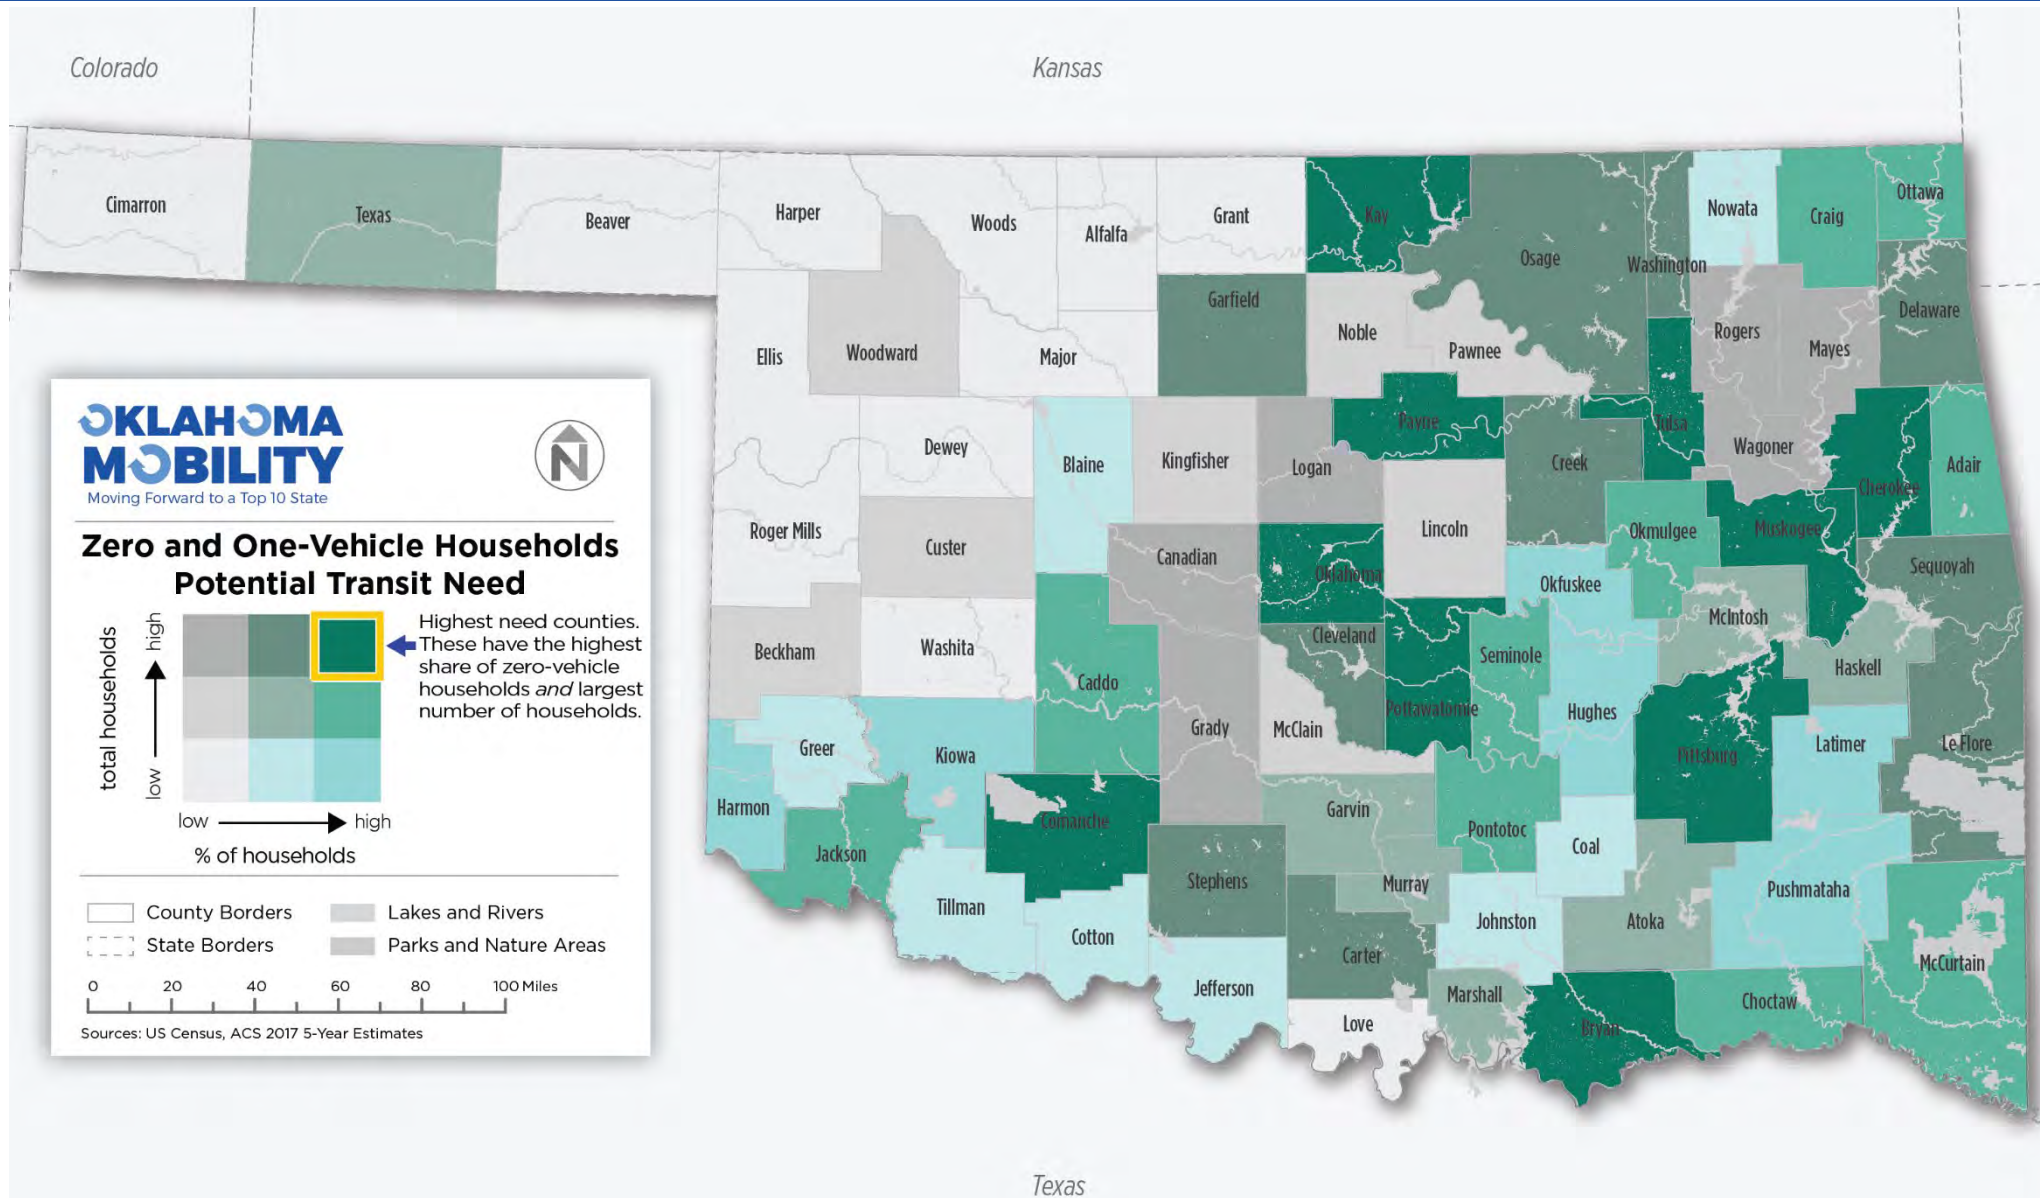 Colorado
Kansas
Cimarron
Texas
Beaver
Harper
Woods
Alfalfa
Grant
Kay
Osage
Washington
Nowata
Craig
Ottawa
Ellis
Woodward
Major
Garfield
Noble
Pawnee
Rogers
Mayes
Delaware
Dewey
Blaine
Kingfisher
Logan
Payne
Creek
Tulsa
Wagoner
Cherokee
Adair
Roger Mills
Custer
Canadian
Oklahoma
Lincoln
Okfuskee
Okmulgee
Muskogee
Sequoyah
Beckham
Washita
Caddo
Grady
McClain
Cleveland
Pottawatomie
Seminole
Hughes
McIntosh
Haskell
Pittsburg
Latimer
Le Flore
Harmon
Greer
Kiowa
Jackson
Comanche
Tillman
Cotton
Stephens
Jefferson
Garvin
Murray
Carter
Love
Pontotoc
Johnston
Marshall
Coal
Atoka
Bryan
Pushmataha
Choctaw
McCurtain
Texas
OKLAHOMA
MOBILITY
Moving Forward to a Top 10 State
N
Zero and One-Vehicle Households
Potential Transit Need
total households
low
high
Highest need counties.
These have the highest
share of zero-vehicle
households and largest
number of households.
low
high
% of households
County Borders
Lakes and Rivers
State Borders
Parks and Nature Areas
0 20 40 60 80 100 Miles
Sources: US Census, ACS 2017 5-Year Estimates